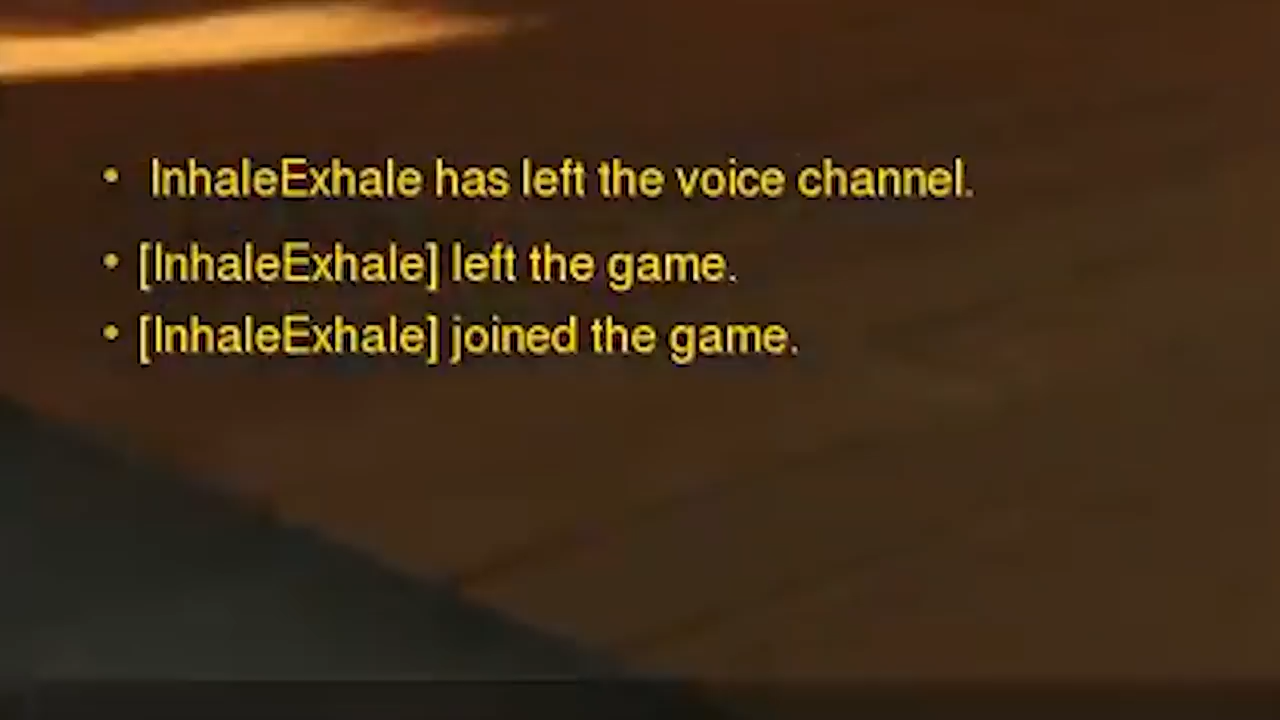 • InhaleExhale has left the voice channel.
• [InhaleExhale] left the game.
• [InhaleExhale] joined the game.